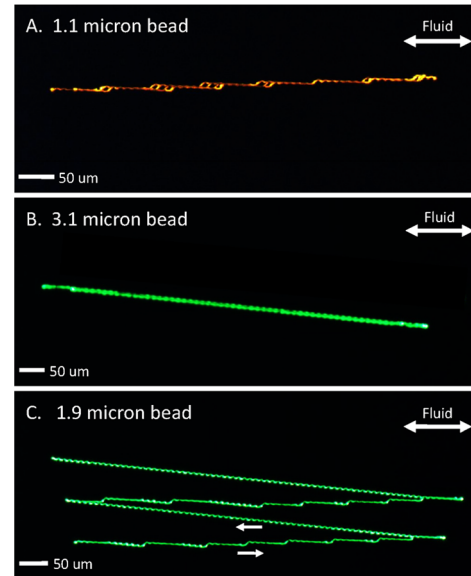 A. 1.1 micron bead
Fluid
50 um
B. 3.1 micron bead
Fluid
50 um
C. 1.9 micron bead
Fluid
50 um